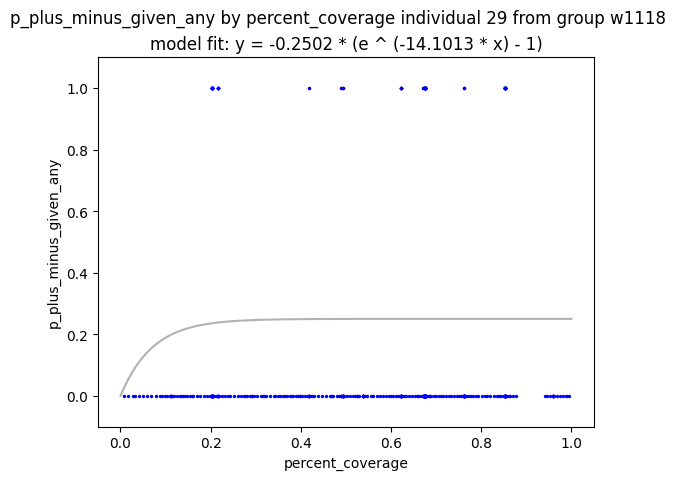 p_plus_minus_given_any by percent_coverage individual 29 from group w1118
model fit: y = -0.2502 * (e ^ (-14.1013 * x) - 1)
1.0
0.8
0.6
0.4
0.2
0.0
p_plus_minus_given_any
0.0 0.2 0.4 0.6 0.8 1.0
percent_coverage